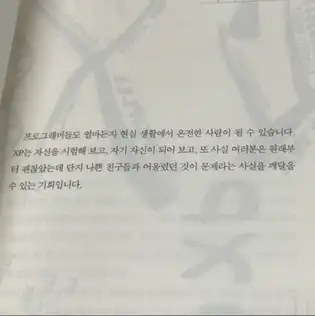 프로그래머들도 얼마든지 현실 생활에서 온전한 사람이 될 수 있습니다.
XP는 자신을 시험해 보고, 자기 자신이 되어 보고, 또 사실 여러분은 원래부
터 괜찮았는데 단지 나쁜 친구들과 어울렸던 것이 문제라는 사실을 깨달을
수 있는 기회입니다.